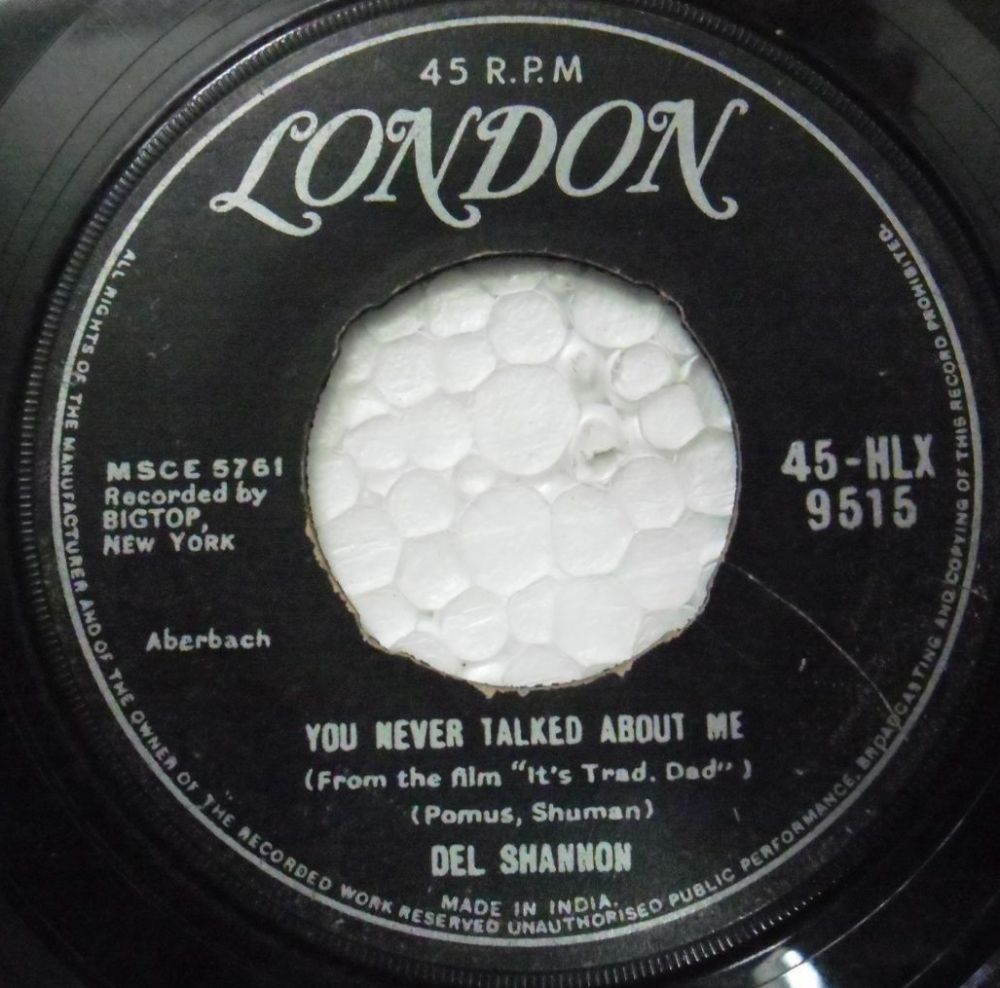 45 R.P.M
LONDON
MSCE 5761
Recorded by
BIGTOP,
NEW YORK
45-HLX
9515
Aberbach
YOU NEVER TALKED ABOUT ME
(From the film "It's Trad. Dad")
(Pomus, Shuman)
DEL SHANNON
MADE IN INDIA.
ALL RIGHTS OF THE MANUFACTURER AND OF THE OWNER OF THE RECORDED WORK RESERVED UNAUTHORISED PUBLIC PERFORMANCE, BROADCASTING AND COPYING OF THIS RECORD PROHIBITED.